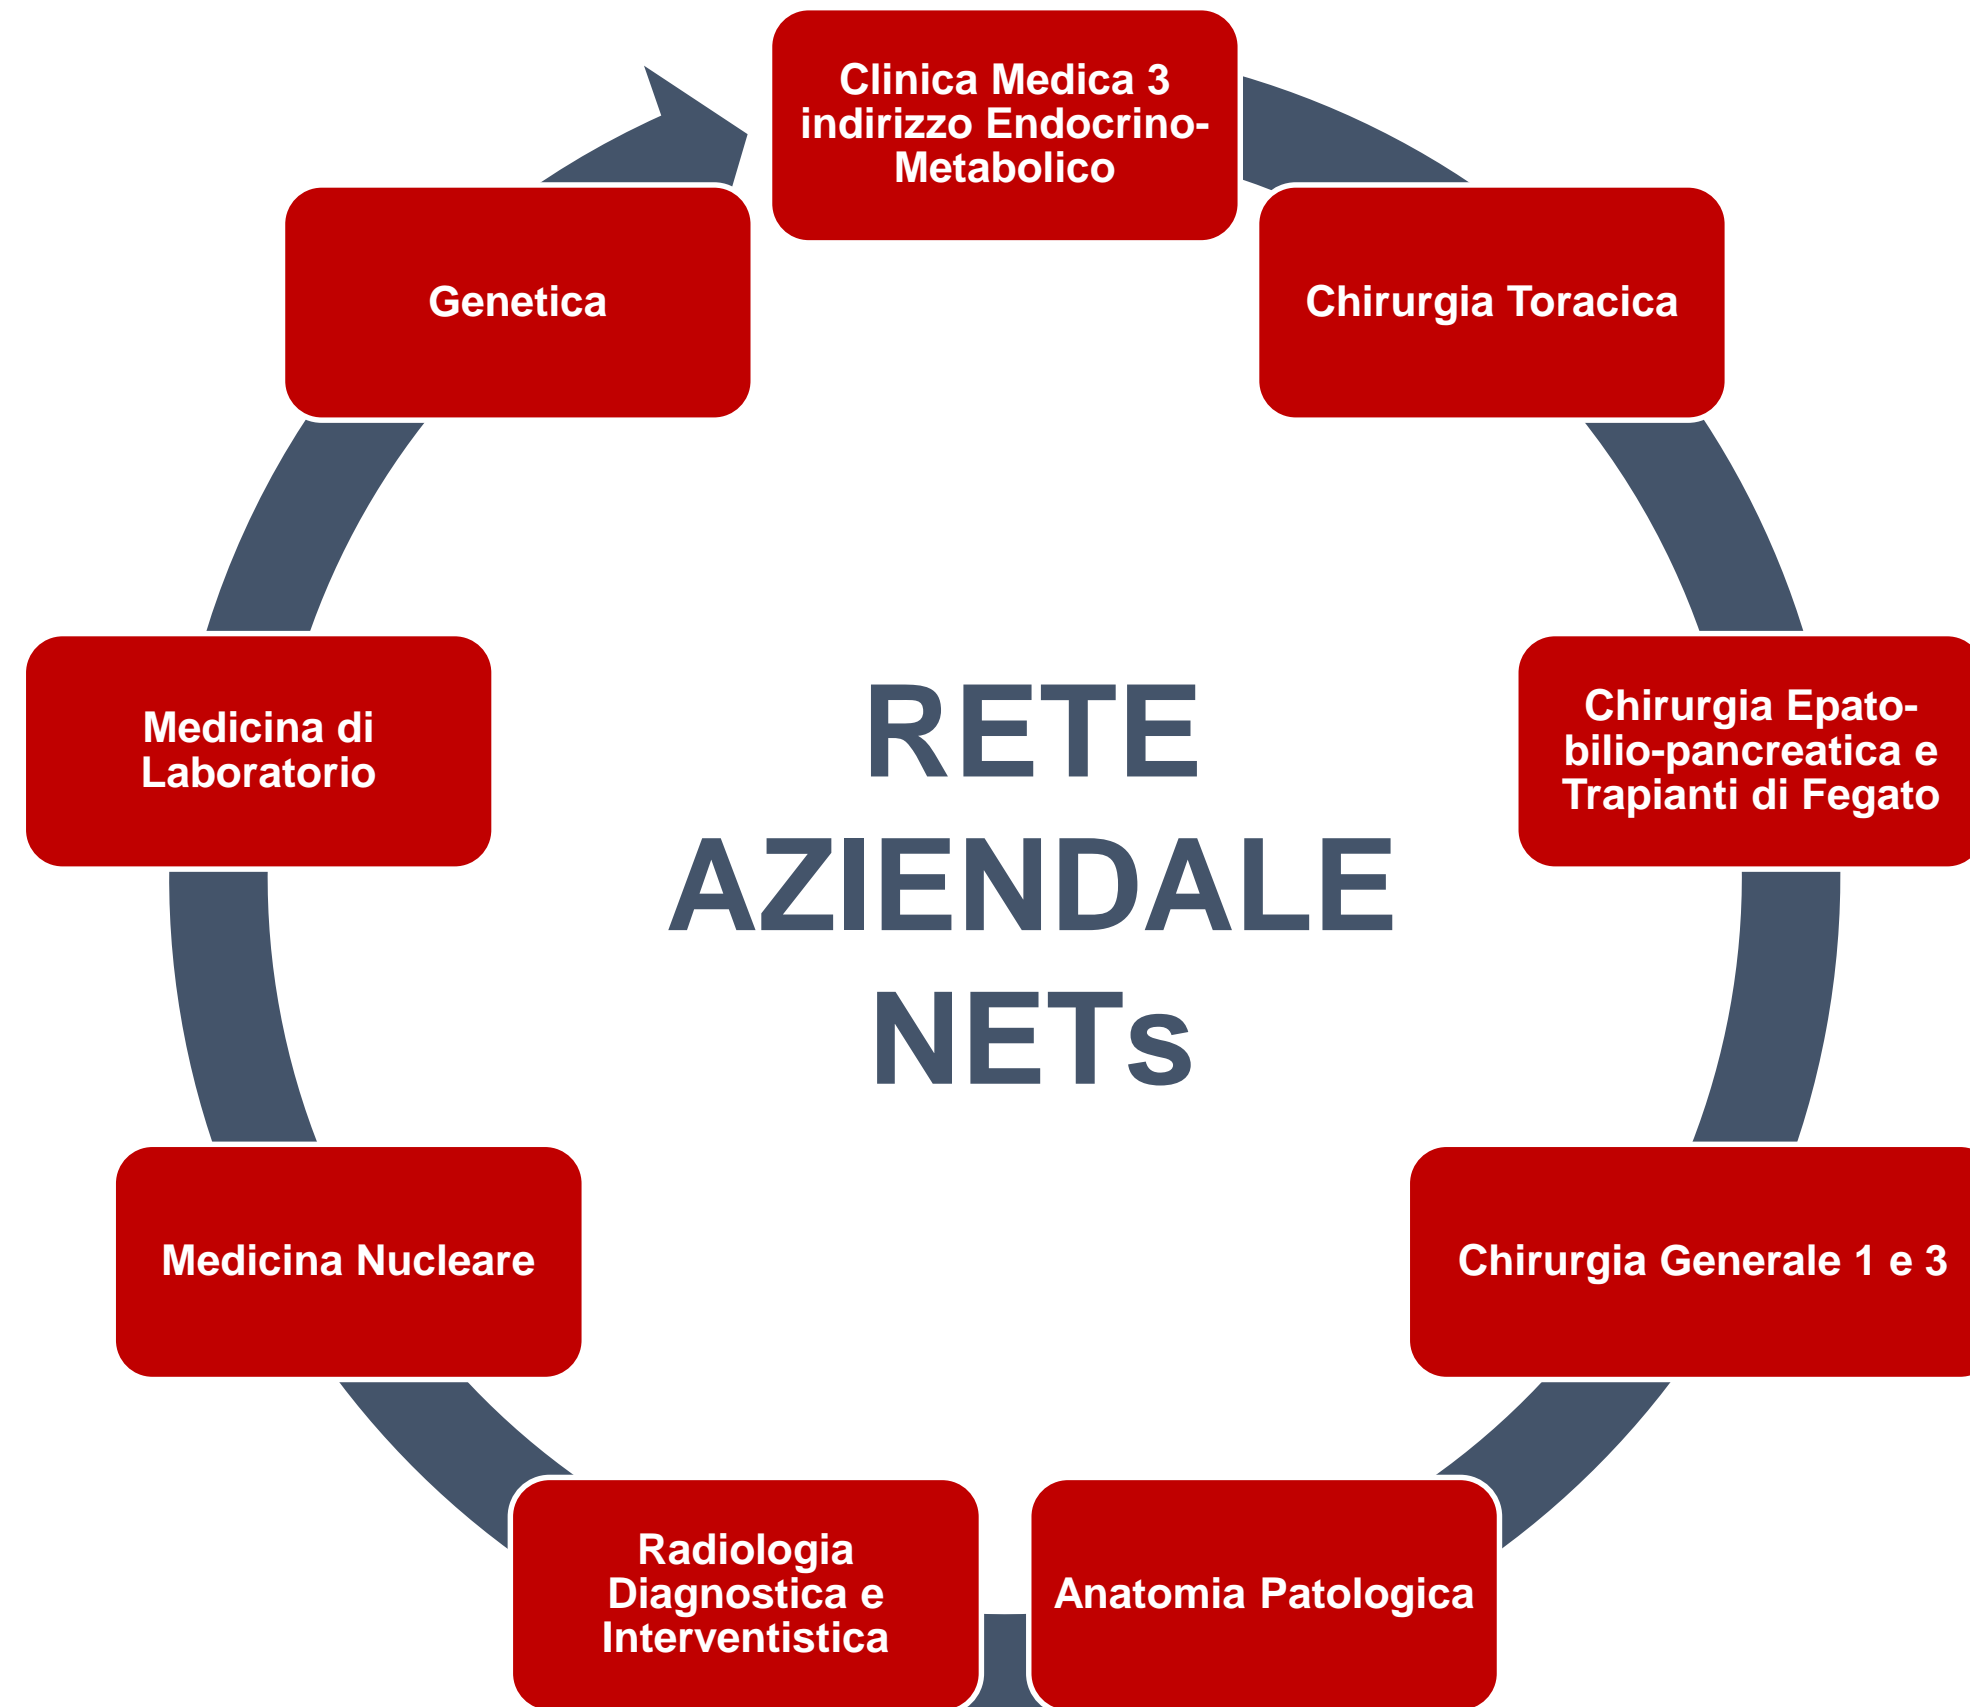 Clinica Medica 3
indirizzo Endocrino-
Metabolico
Genetica
Chirurgia Toracica
Medicina di
Laboratorio
RETE
AZIENDALE
NETs
Chirurgia Epato-
bilio-pancreatica e
Trapianti di Fegato
Medicina Nucleare
Chirurgia Generale 1 e 3
Radiologia
Diagnostica e
Interventistica
Anatomia Patologica